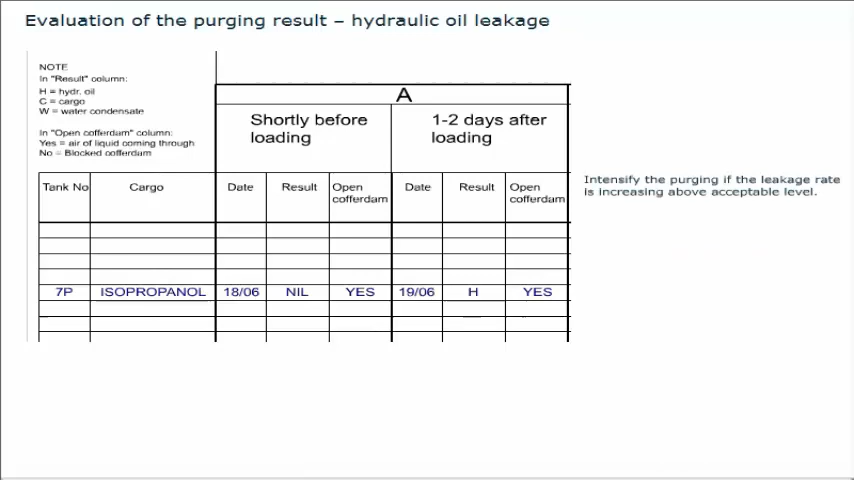 Evaluation of the purging result – hydraulic oil leakage
NOTE
In "Result" column:
H = hydr. oil
C = cargo
W = water condensate
In "Open cofferdam" column:
Yes = air of liquid coming through
No = Blocked cofferdam
A
Shortly before
loading
1-2 days after
loading
Intensify the purging if the leakage rate
is increasing above acceptable level.
Tank No Cargo Date Result Open cofferdam Date Result Open cofferdam
7P ISOPROPANOL 18/06 NIL YES 19/06 H YES